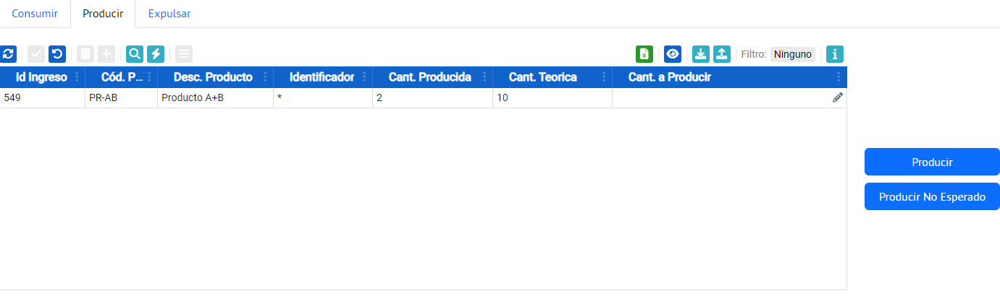 Consumir Producir Expulsar
Filtro: Ninguno
Id Ingreso Cód. P... Desc. Producto Identificador Cant. Producida Cant. Teorica Cant. a Producir
549 PR-AB Producto A+B * 2 10
Producir
Producir No Esperado